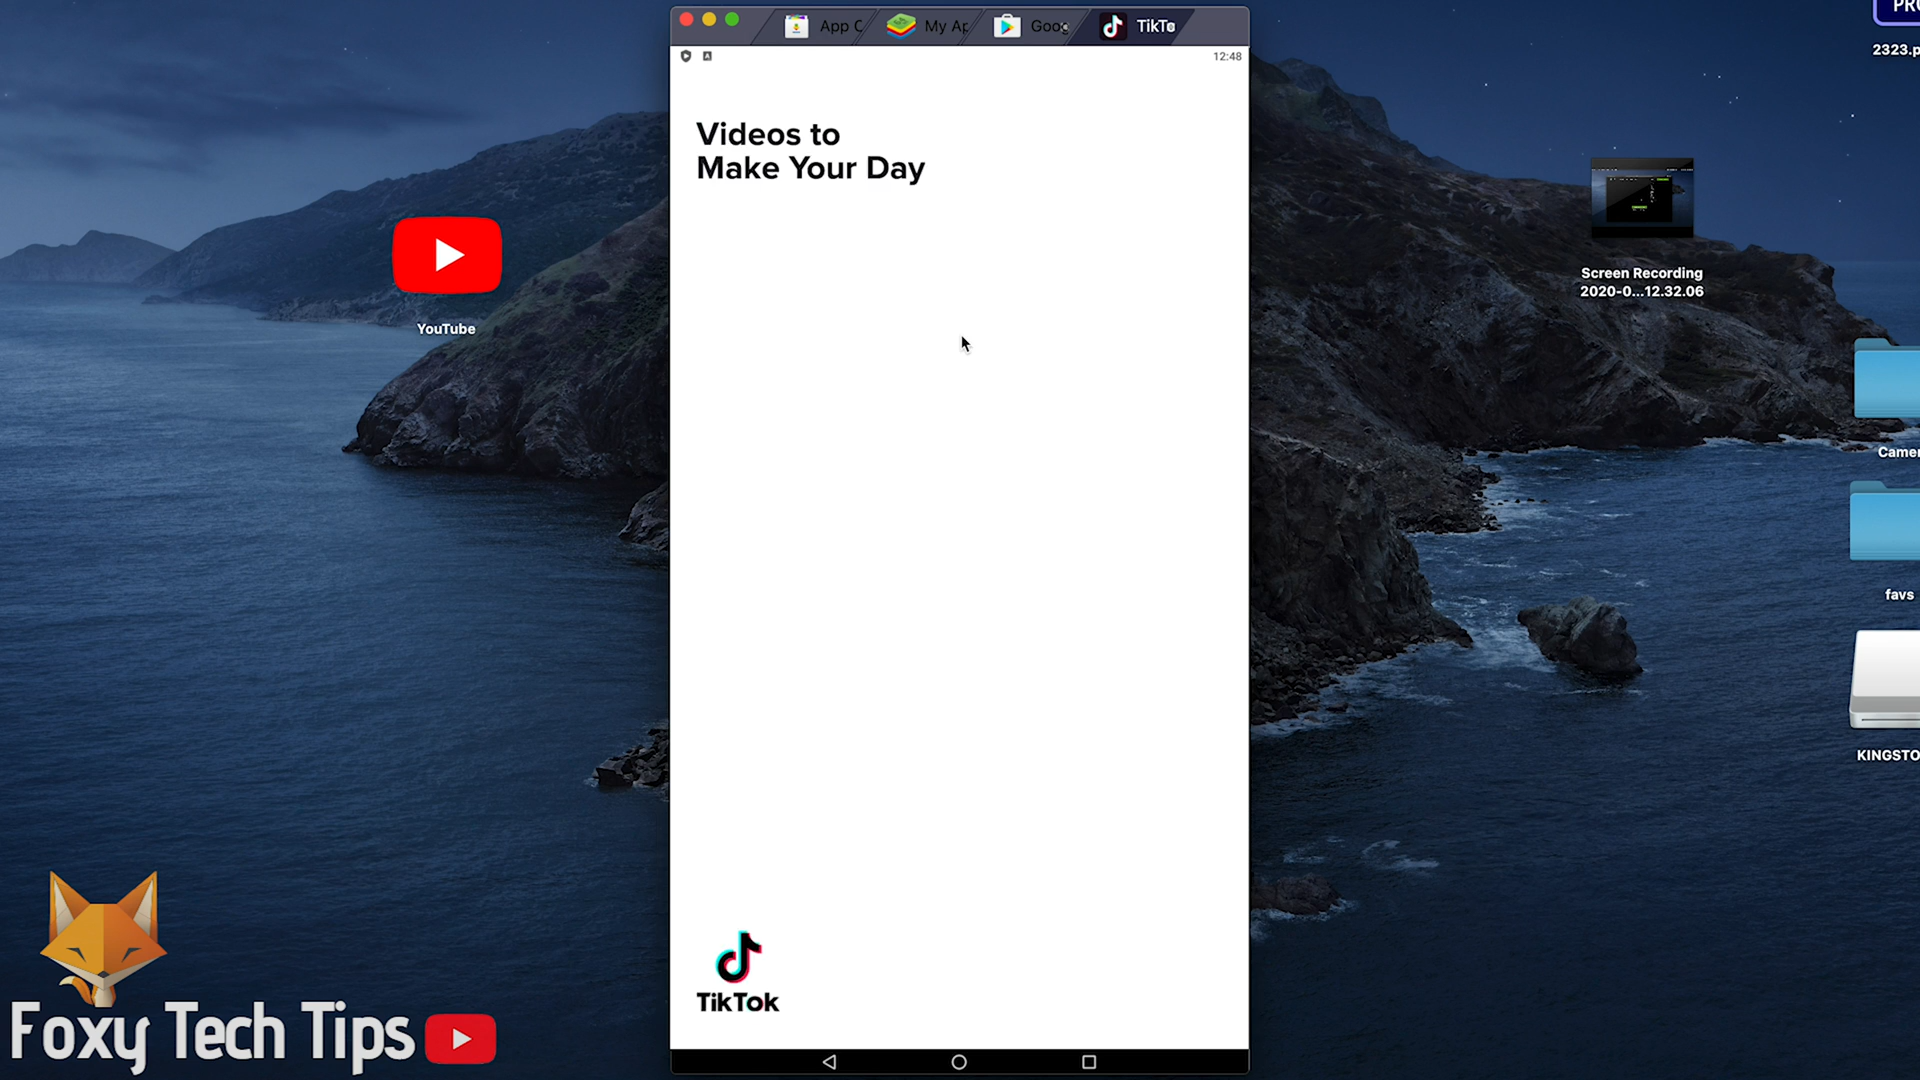 App C
My Ap
Goog
TikTo
12:48
Videos to
Make Your Day
YouTube
2323.p
Screen Recording
2020-0...12.32.06
Camer
favs
KINGSTO
TikTok
Foxy Tech Tips